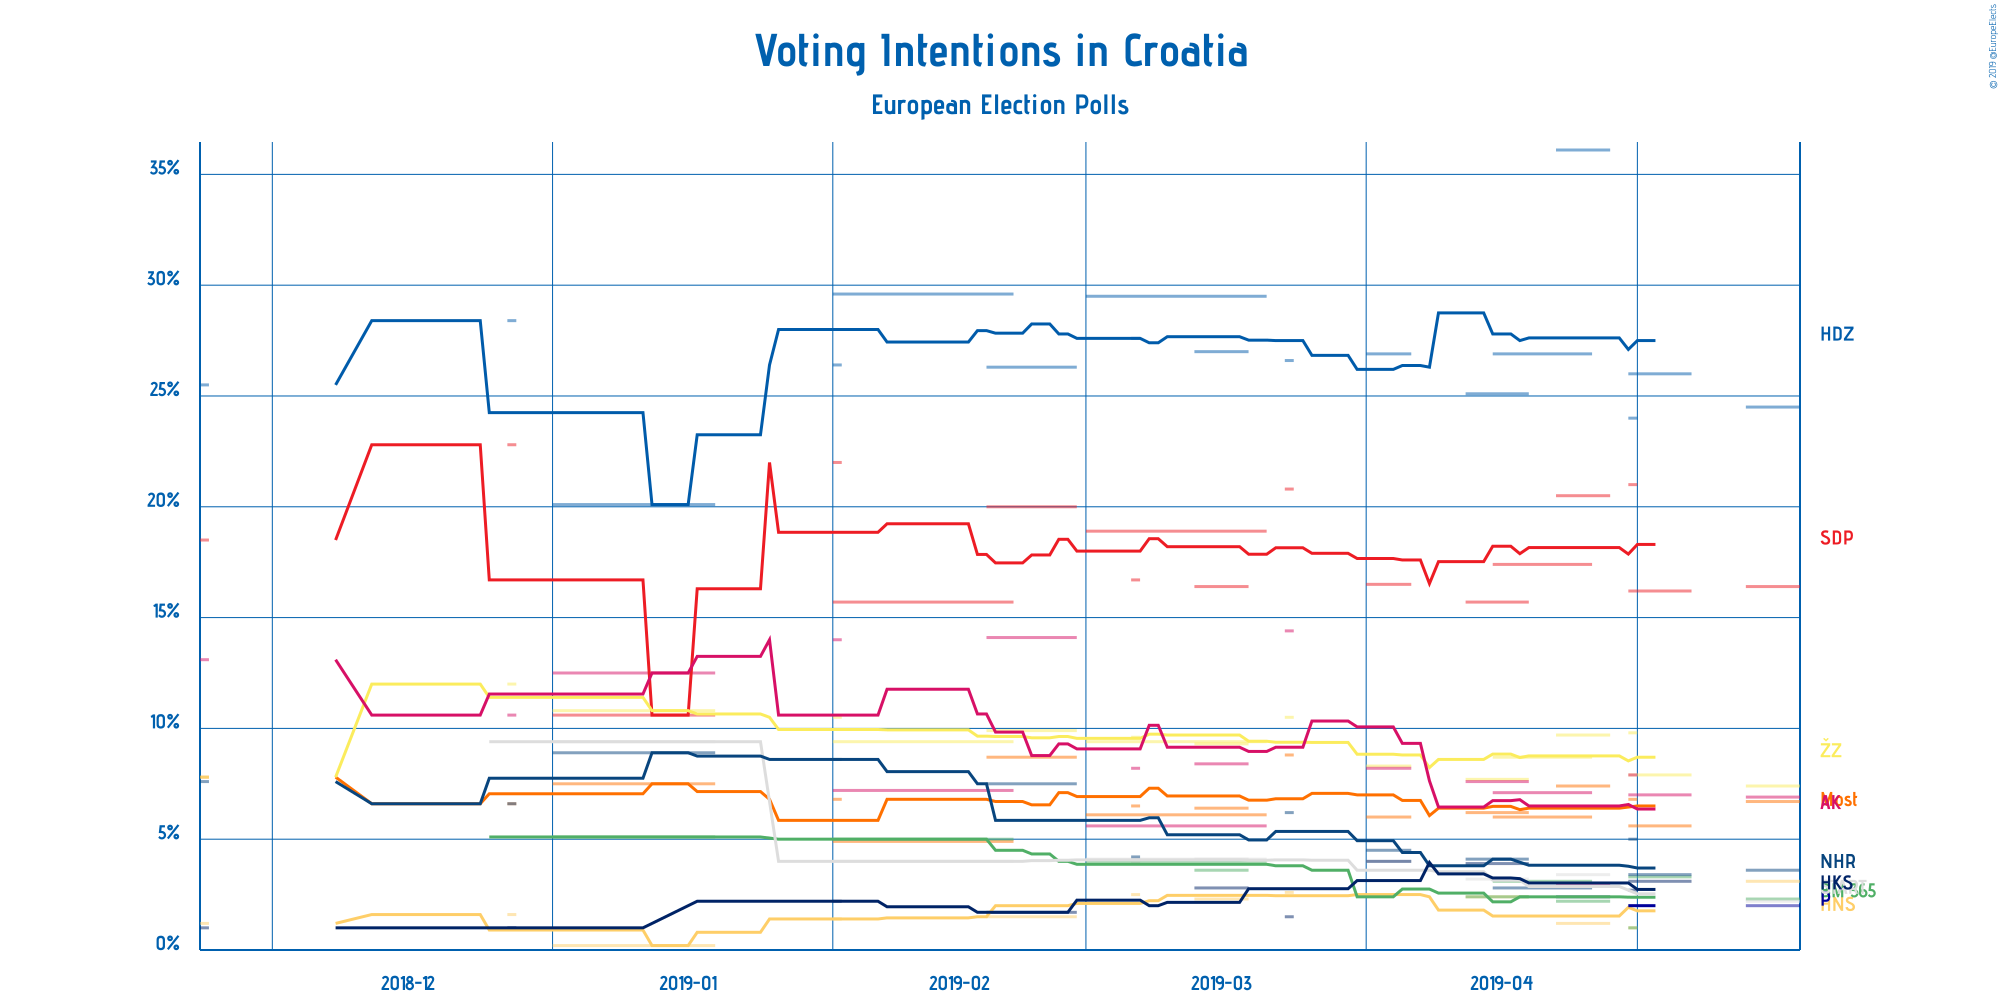 © 2019 @EuropeElects
Voting Intentions in Croatia
European Election Polls
35%
30%
25%
20%
15%
10%
5%
0%
2018-12
2019-01
2019-02
2019-03
2019-04
HDZ
SDP
ŽZ
Most
AK
NHR
HKS
365
P
HNS